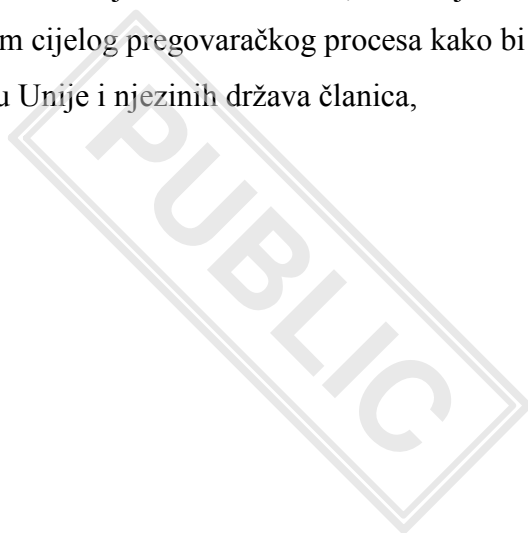 m cijelog pregovaračkog procesa kako bi
u Unije i njezinih država članica,
PUBLIC